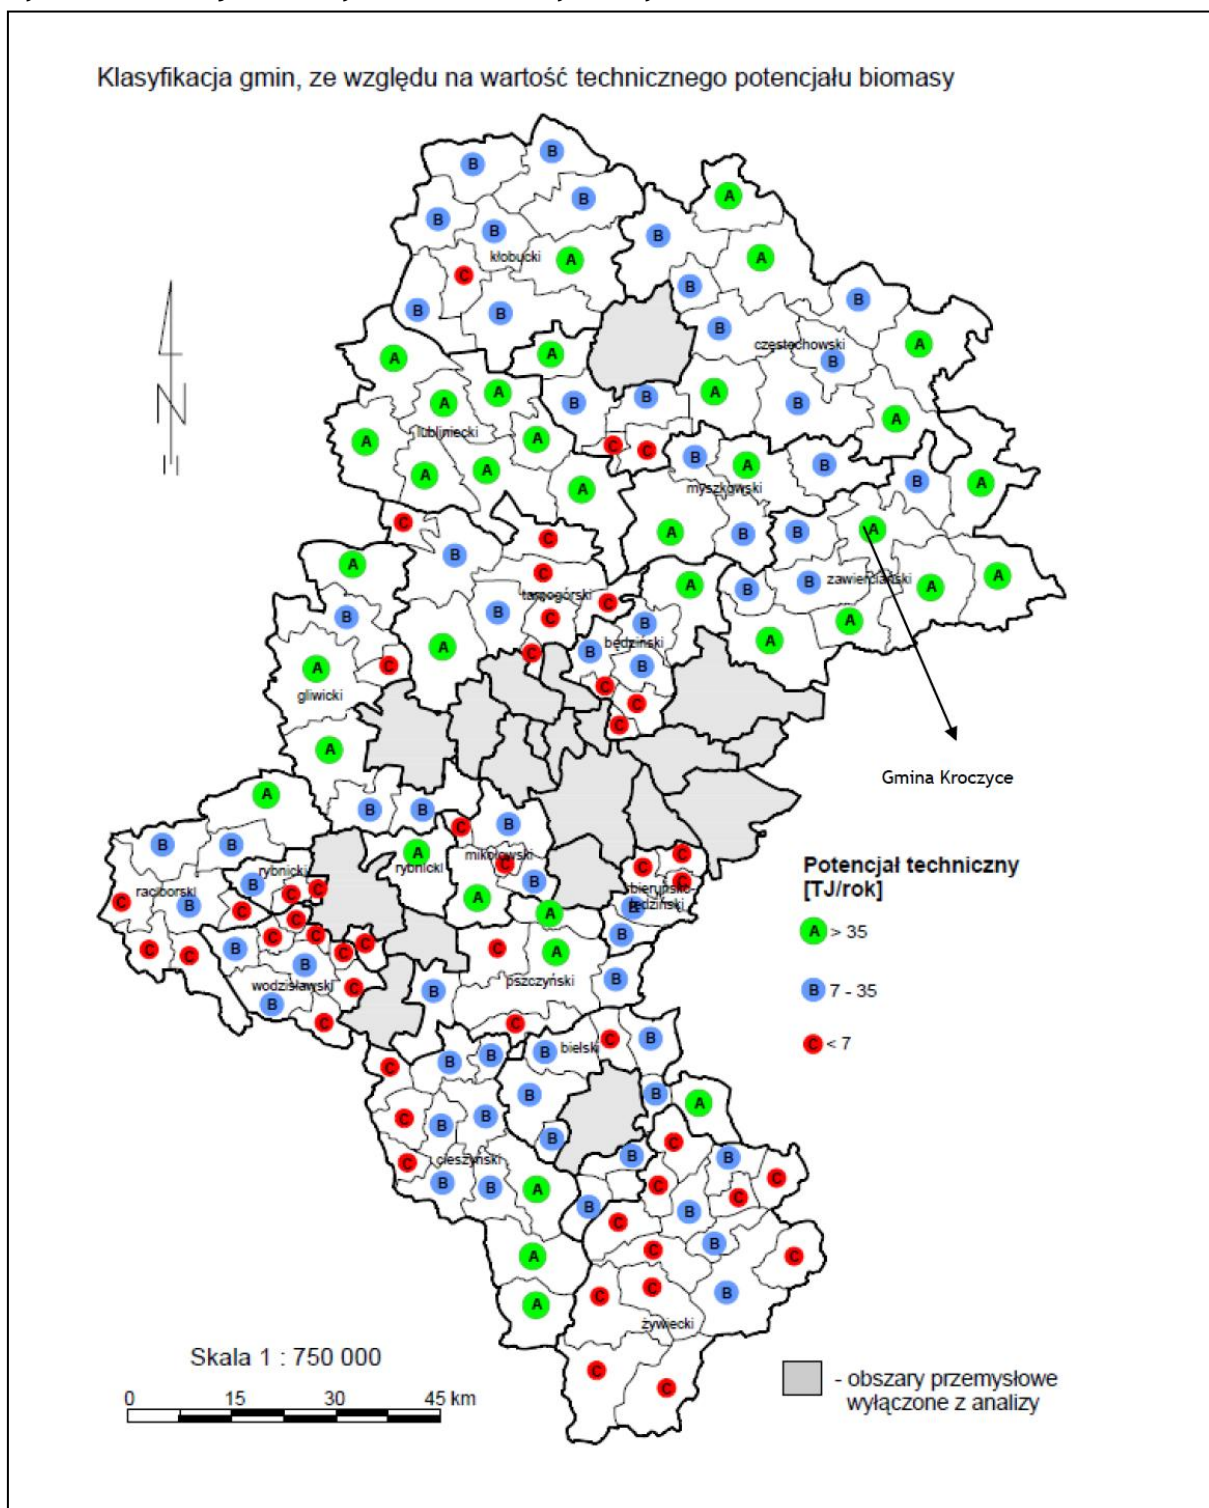 Klasyfikacja gmin, ze względu na wartość technicznego potencjału biomasy
B
B
B
A
B
B
B
kłobucki
A
A
C
B
B
B
B
B
N
B
częstochowski
B
A
A
A
A
A
lubliniecki
B
B
A
B
A
A
A
C
C
B
A
myszkowski
B
B
A
A
A
A
C
B
C
A
B
B
A
A
C
tarnogórski
A
B
B
zawierciański
A
A
B
B
C
C
B
będziński
A
A
C
A
C
B
B
A
gliwicki
C
C
C
A
Gmina Kroczyce
A
B
B
B
B
C
B
mikołowski
rybnicki
A
C
B
C
C
Potencjał techniczny
[TJ/rok]
raciborski
rybnicki
B
C
C
C
B
C
A
A
B
bieruńsko-
lędziński
A > 35
C
C
C
C
C
C
B
B
wodzisławski
C
B
C
A
B
C
pszczyński
B
B
B 7 - 35
C
C
B
B
B
bielski
C
B
C < 7
C
B
B
A
C
B
B
B
cieszyński
C
C
B
B
C
B
B
A
C
C
B
B
C
A
C
B
C
A
C
C
B
żywiecki
C
C
Skala 1 : 750 000
0 15 30 45 km
- obszary przemysłowe
wyłączone z analizy